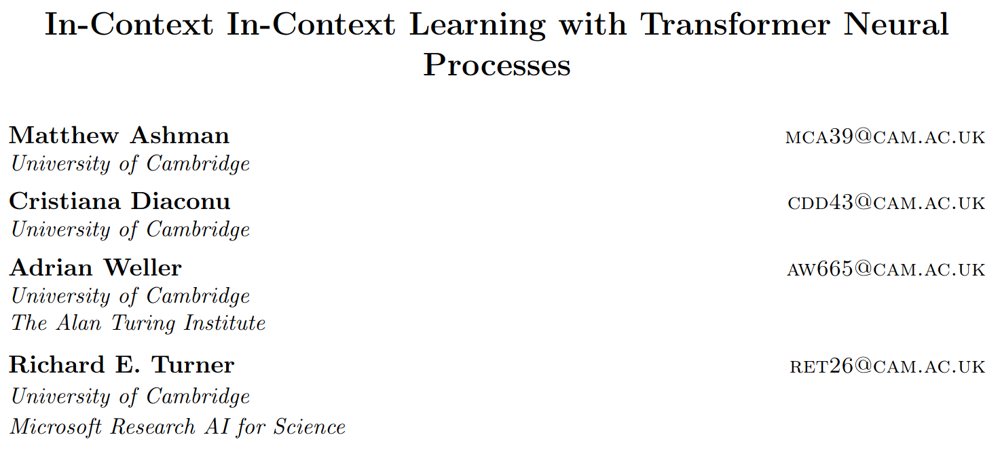 In-Context In-Context Learning with Transformer Neural
Processes
Matthew Ashman MCA39@CAM.AC.UK
University of Cambridge
Cristiana Diaconu CDD43@CAM.AC.UK
University of Cambridge
Adrian Weller AW665@CAM.AC.UK
University of Cambridge
The Alan Turing Institute
Richard E. Turner RET26@CAM.AC.UK
University of Cambridge
Microsoft Research AI for Science